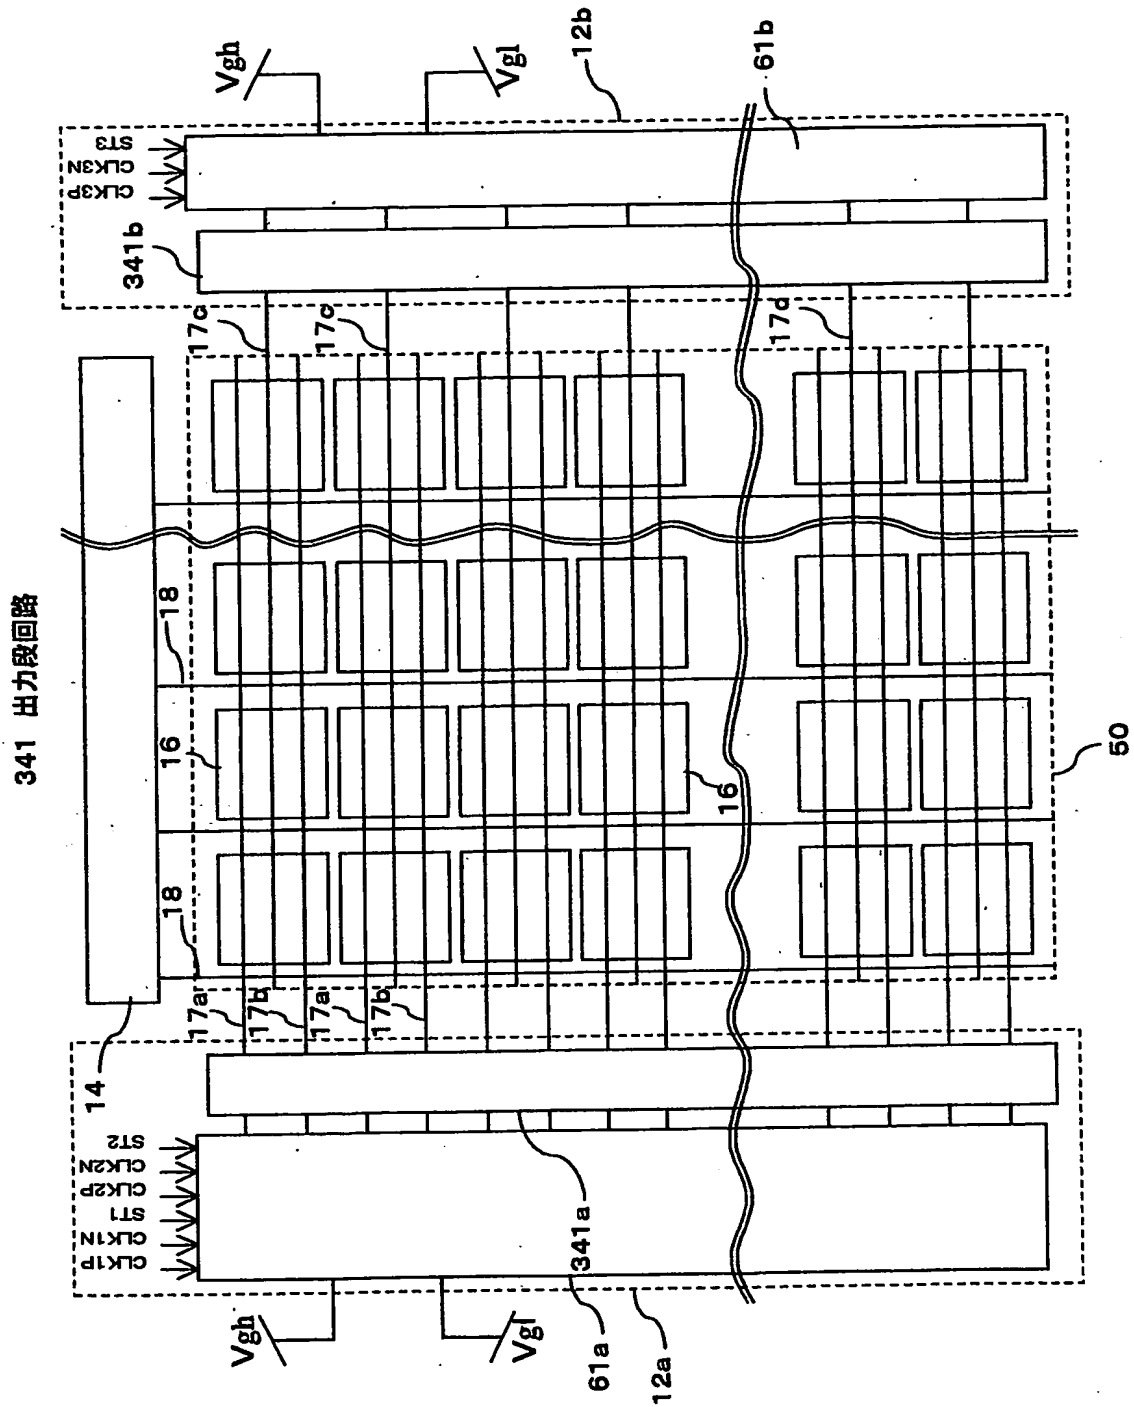 341 出力段回路
14
CLK1P
CLK1N
ST1
CLK2P
CLK2N
ST2
341b
CLK3P
CLK3N
ST3
18
16
18
17a
17c
Vgh
Vgh
17b
17a
17c
17b
Vgl
Vgl
341a
12b
61a
12a
16
61b
17d
50